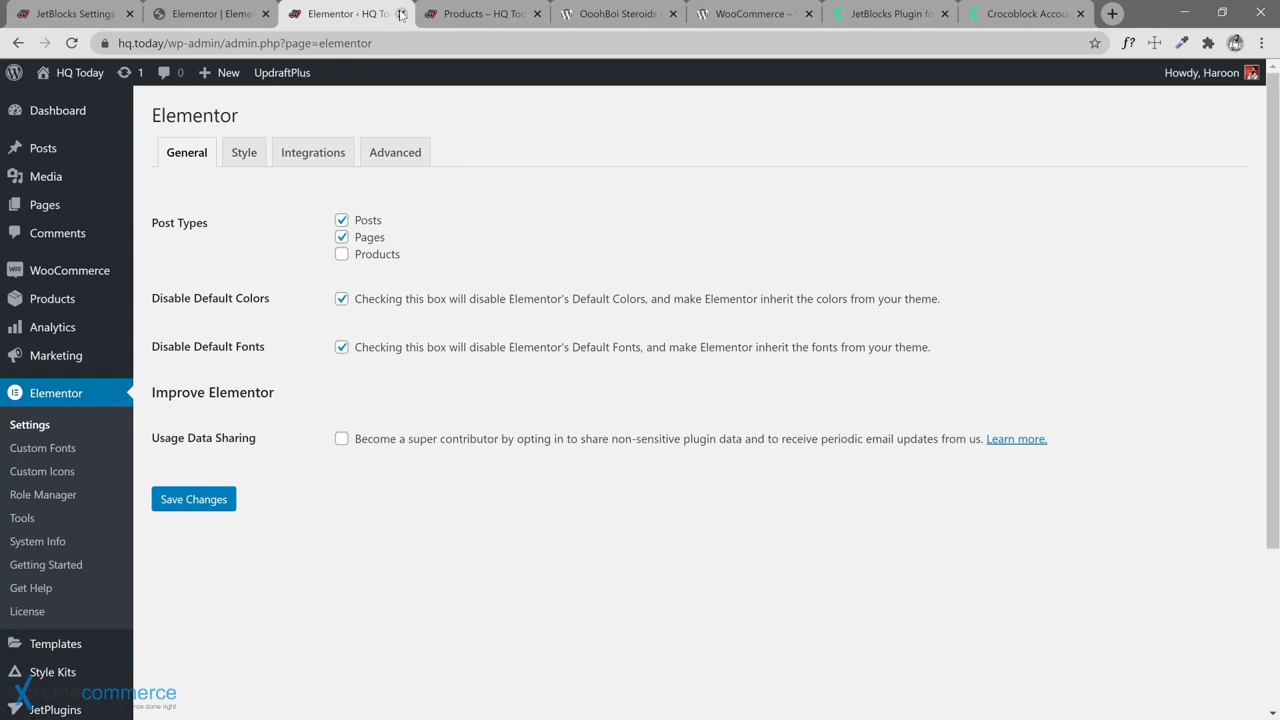 JetBlocks Settings
Elementor | Eleme
Elementor ‹ HQ To
Products – HQ Too
OoohBoi Steroids
WooCommerce –
JetBlocks Plugin fo
Crocoblock Accou
hq.today/wp-admin/admin.php?page=elementor
HQ Today
1
0
New
UpdraftPlus
Howdy, Haroon
Dashboard
Posts
Media
Pages
Comments
WooCommerce
Products
Analytics
Marketing
Elementor
Settings
Custom Fonts
Custom Icons
Role Manager
Tools
System Info
Getting Started
Get Help
License
Templates
Style Kits
JetPlugins
Elementor
General
Style
Integrations
Advanced
Post Types
Posts
Pages
Products
Disable Default Colors
Checking this box will disable Elementor's Default Colors, and make Elementor inherit the colors from your theme.
Disable Default Fonts
Checking this box will disable Elementor's Default Fonts, and make Elementor inherit the fonts from your theme.
Improve Elementor
Usage Data Sharing
Become a super contributor by opting in to share non-sensitive plugin data and to receive periodic email updates from us. Learn more.
Save Changes
commerce
done right